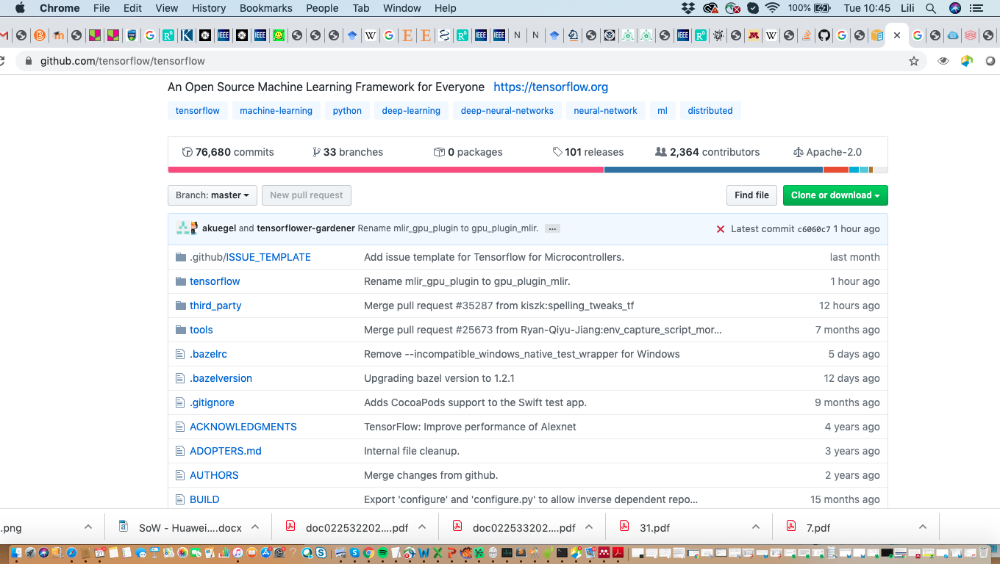 Chrome File Edit View History Bookmarks People Tab Window Help 100% Tue 10:45 Lili
github.com/tensorflow/tensorflow
An Open Source Machine Learning Framework for Everyone https://tensorflow.org
tensorflow machine-learning python deep-learning deep-neural-networks neural-network ml distributed
76,680 commits 33 branches 0 packages 101 releases 2,364 contributors Apache-2.0
Branch: master New pull request Find file Clone or download
akuegel and tensorflower-gardener Rename mlir_gpu_plugin to gpu_plugin_mlir. ... Latest commit c6060c7 1 hour ago
.github/ISSUE_TEMPLATE Add issue template for Tensorflow for Microcontrollers. last month
tensorflow Rename mlir_gpu_plugin to gpu_plugin_mlir. 1 hour ago
third_party Merge pull request #35287 from kiszk:spelling_tweaks_tf 12 hours ago
tools Merge pull request #25673 from Ryan-Qiyu-Jiang:env_capture_script_mor... 7 months ago
.bazelrc Remove --incompatible_windows_native_test_wrapper for Windows 5 days ago
.bazelversion Upgrading bazel version to 1.2.1 12 days ago
.gitignore Adds CocoaPods support to the Swift test app. 9 months ago
ACKNOWLEDGMENTS TensorFlow: Improve performance of Alexnet 4 years ago
ADOPTERS.md Internal file cleanup. 3 years ago
AUTHORS Merge changes from github. 2 years ago
BUILD Export 'configure' and 'configure.py' to allow inverse dependent repo... 15 months ago
.png SoW - Huawei....docx doc022532202....pdf doc022533202....pdf 31.pdf 7.pdf